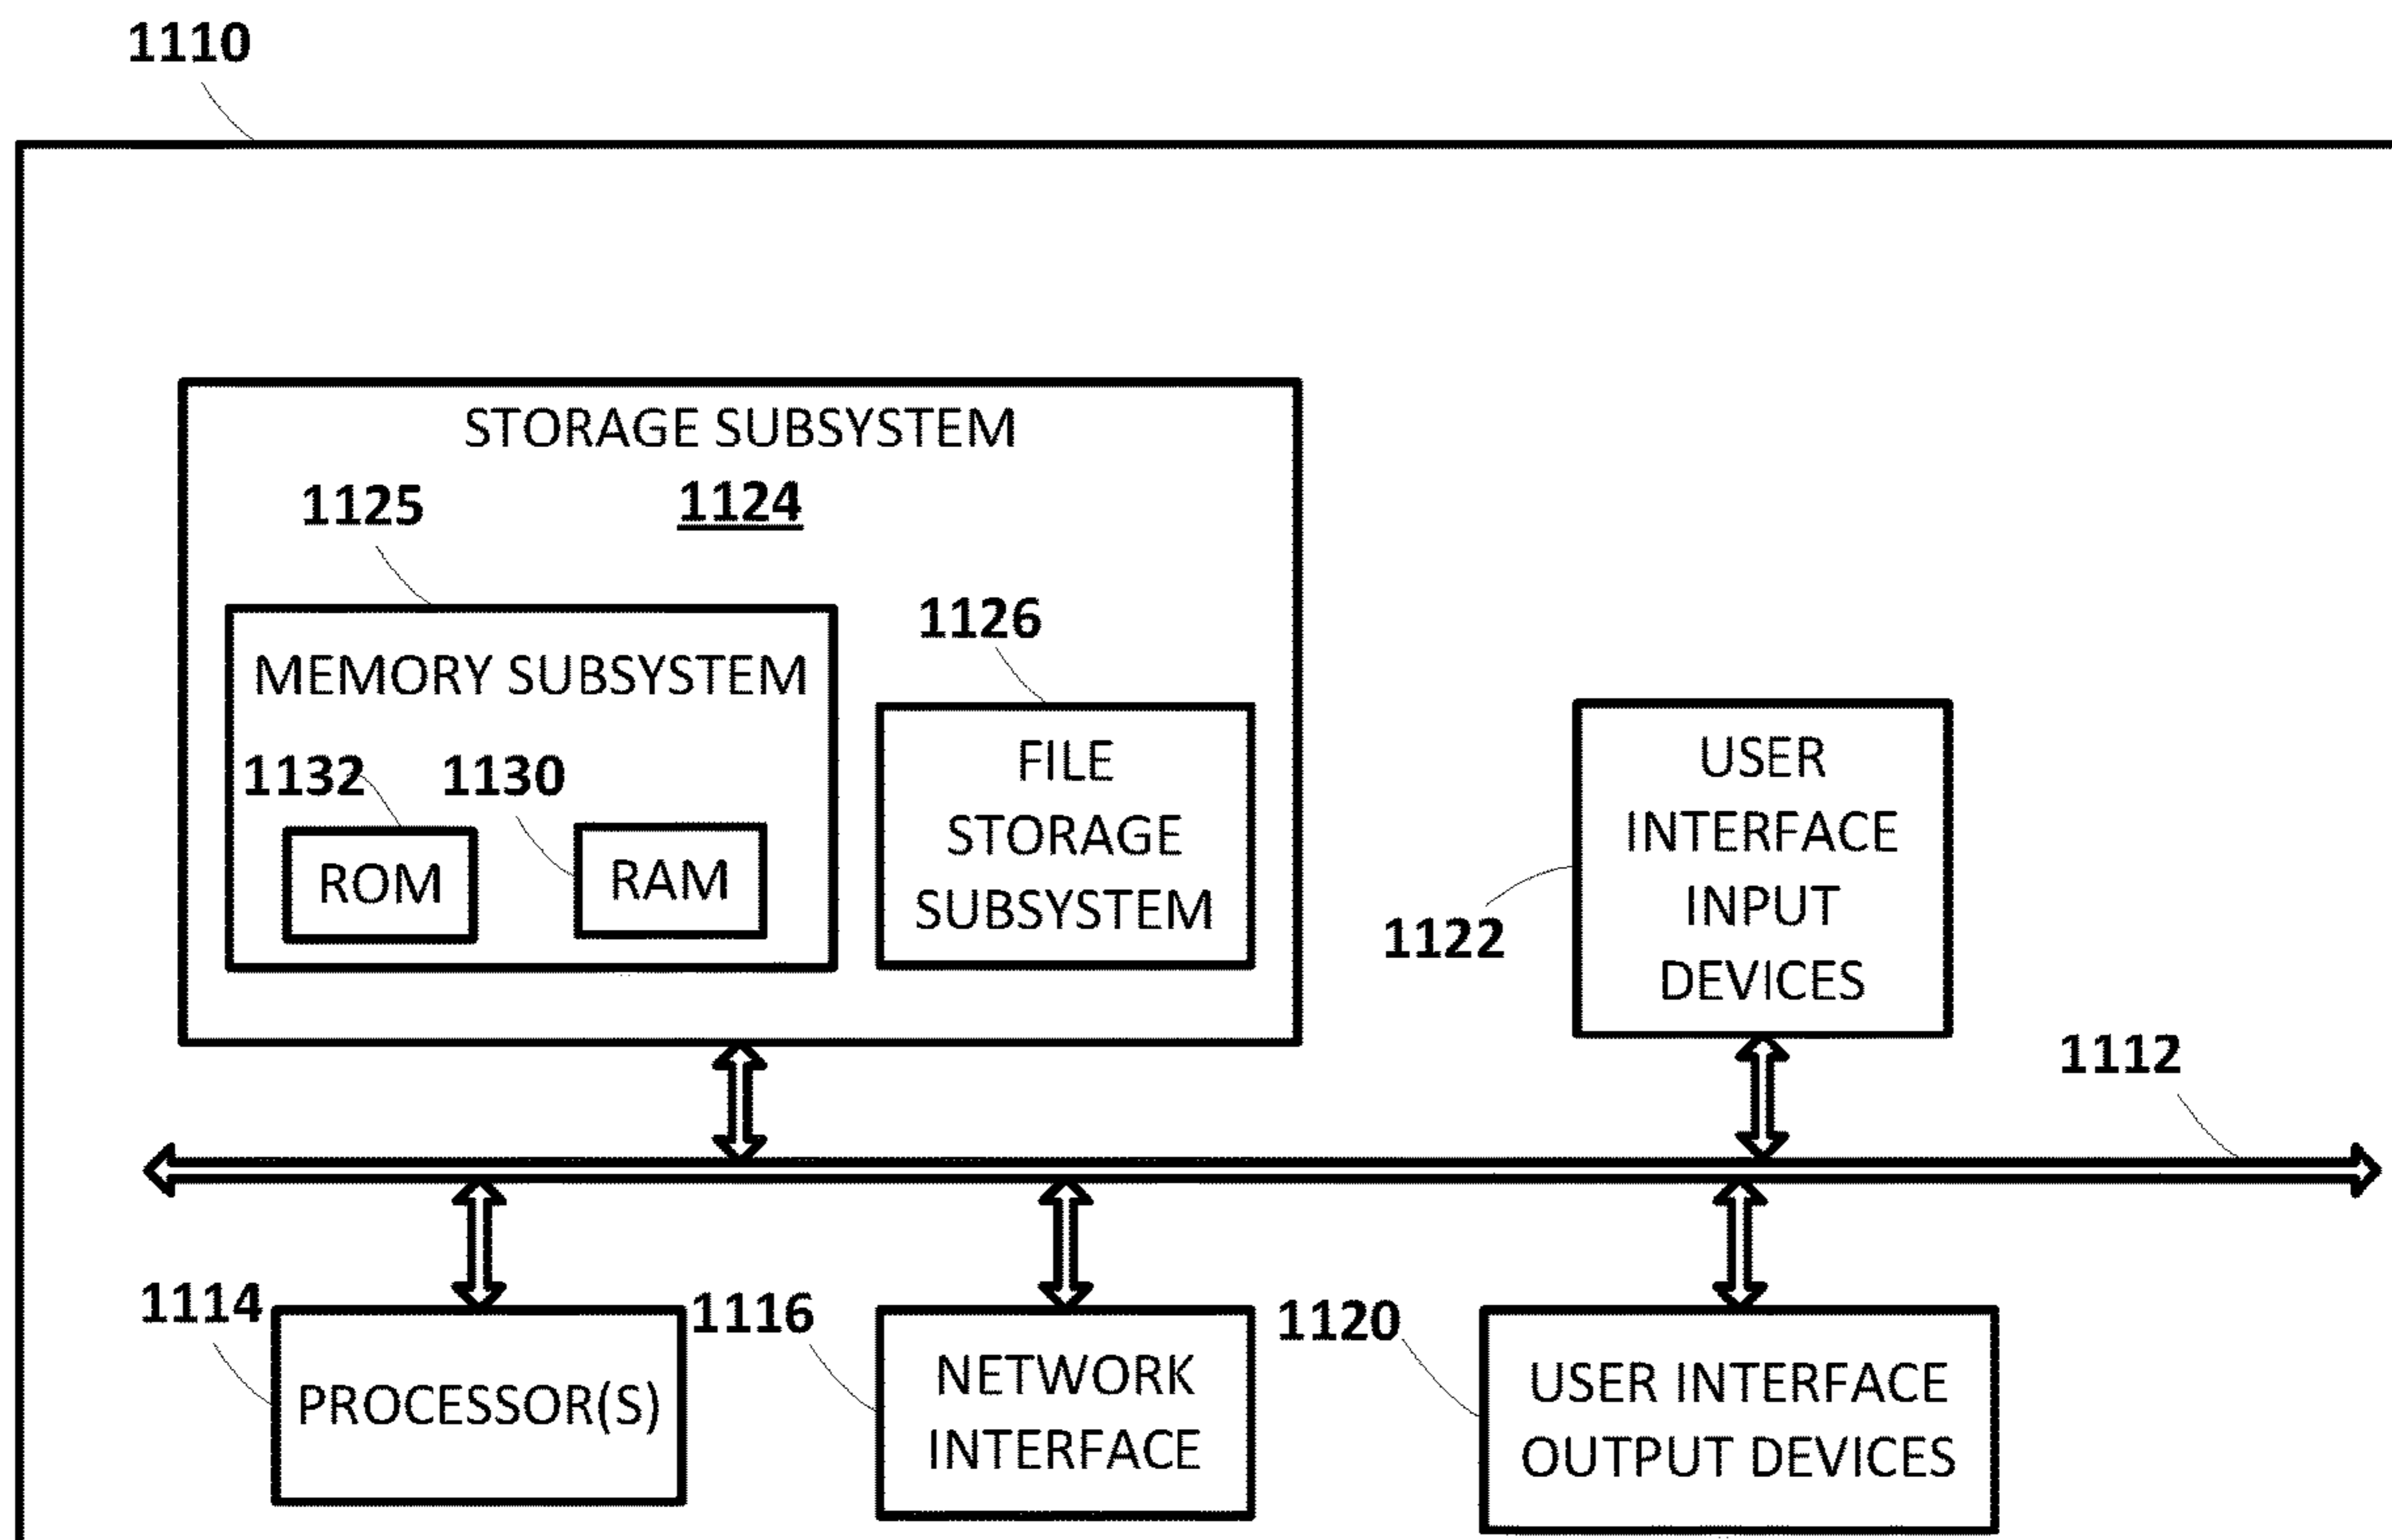 1110
STORAGE SUBSYSTEM
1124
1125
MEMORY SUBSYSTEM
1132
1130
ROM
RAM
1126
FILE
STORAGE
SUBSYSTEM
USER
INTERFACE
INPUT
DEVICES
1122
1112
1114
PROCESSOR(S)
1116
NETWORK
INTERFACE
1120
USER INTERFACE
OUTPUT DEVICES